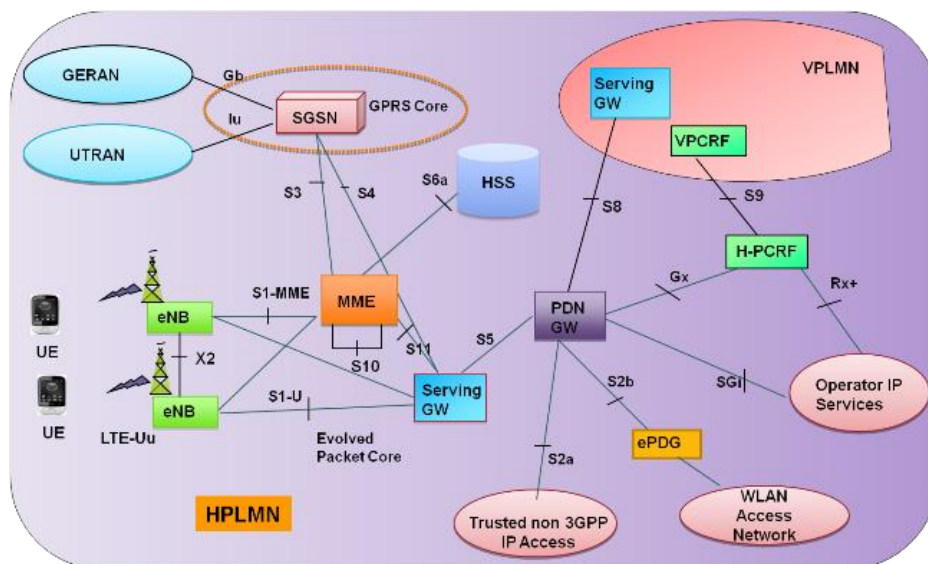 GERAN
Gb
VPLMN
Serving
GW
GPRS Core
SGSN
Iu
UTRAN
VPCRF
S6a
HSS
S3
S4
S8
S9
H-PCRF
Gx
Rx+
S1-MME
MME
eNB
PDN
GW
UE
S5
X2
S10
S11
SGi
Operator IP
Services
S2b
Serving
GW
S1-U
eNB
UE
LTE-Uu
Evolved
Packet Core
ePDG
S2a
HPLMN
WLAN
Access
Network
Trusted non 3GPP
IP Access